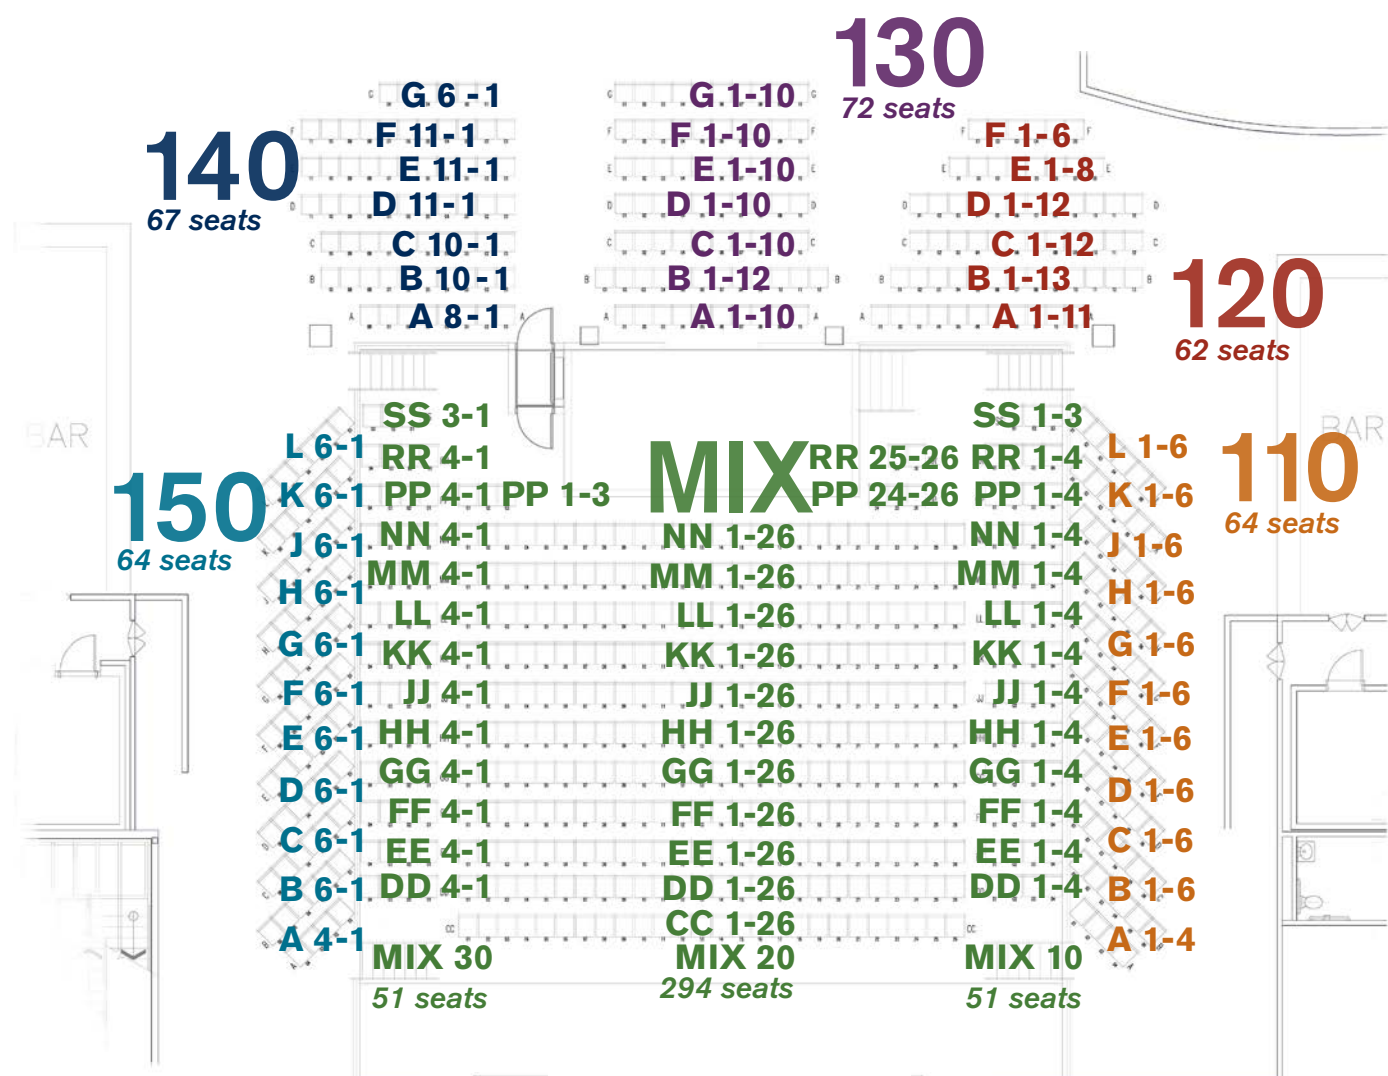 130
72 seats
140
67 seats
G 6 -1
F 11-1
E 11-1
D 11-1
C 10-1
B 10-1
A 8-1
G 1-10
F 1-10
E 1-10
D 1-10
C 1-10
B 1-12
A 1-10
F 1-6
E 1-8
D 1-12
C 1-12
B 1-13
A 1-11
120
62 seats
BAR
BAR
150
64 seats
L 6-1
K 6-1
J 6-1
H 6-1
G 6-1
F 6-1
E 6-1
D 6-1
C 6-1
B 6-1
A 4-1
SS 3-1
RR 4-1
PP 4-1 PP 1-3
NN 4-1
MM 4-1
LL 4-1
KK 4-1
JJ 4-1
HH 4-1
GG 4-1
FF 4-1
EE 4-1
DD 4-1
MIX 30
51 seats
MIX
RR 25-26
PP 24-26
NN 1-26
MM 1-26
LL 1-26
KK 1-26
JJ 1-26
HH 1-26
GG 1-26
FF 1-26
EE 1-26
DD 1-26
CC 1-26
MIX 20
294 seats
SS 1-3
RR 1-4
PP 1-4
NN 1-4
MM 1-4
LL 1-4
KK 1-4
JJ 1-4
HH 1-4
GG 1-4
FF 1-4
EE 1-4
DD 1-4
MIX 10
51 seats
L 1-6
K 1-6
J 1-6
H 1-6
G 1-6
F 1-6
E 1-6
D 1-6
C 1-6
B 1-6
A 1-4
110
64 seats